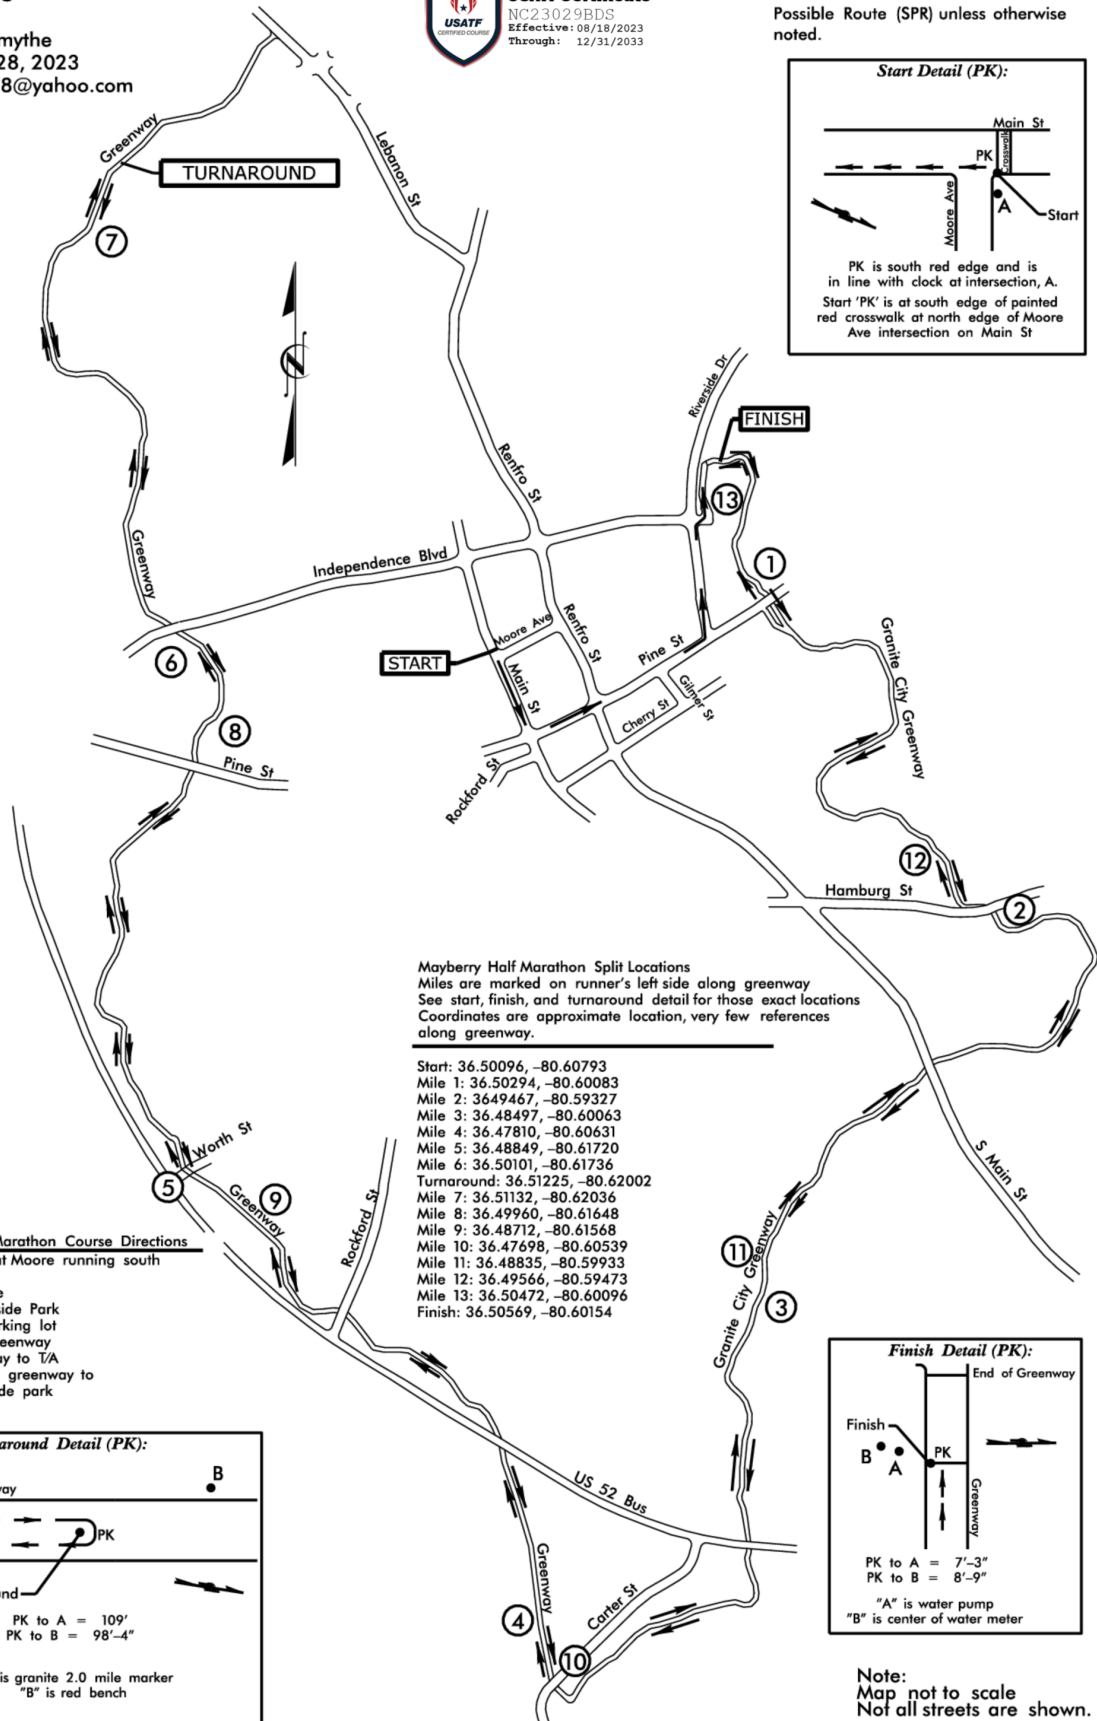 mythe
28, 2023
8@yahoo.com
USATF
CERTIFIED COURSE
NC23029BDS
Effective: 08/18/2023
Through: 12/31/2033
Possible Route (SPR) unless otherwise
noted.
Start Detail (PK):
Main St
PK
Crosswalk
A
Moore Ave
Start
PK is south red edge and is
in line with clock at intersection, A.
Start 'PK' is at south edge of painted
red crosswalk at north edge of Moore
Ave intersection on Main St
Greenway
TURNAROUND
7
Lebanon St
N
Riverside Dr
FINISH
Renfro St
13
1
Greenway
Independence Blvd
6
Moore Ave
Renfro St
START
Main St
Pine St
Gilmer St
Cherry St
Rockford St
Granite City Greenway
8
Pine St
12
Hamburg St
2
Mayberry Half Marathon Split Locations
Miles are marked on runner's left side along greenway
See start, finish, and turnaround detail for those exact locations
Coordinates are approximate location, very few references
along greenway.
Start: 36.50096, –80.60793
Mile 1: 36.50294, –80.60083
Mile 2: 3649467, –80.59327
Mile 3: 36.48497, –80.60063
Mile 4: 36.47810, –80.60631
Mile 5: 36.48849, –80.61720
Mile 6: 36.50101, –80.61736
Turnaround: 36.51225, –80.62002
Mile 7: 36.51132, –80.62036
Mile 8: 36.49960, –80.61648
Mile 9: 36.48712, –80.61568
Mile 10: 36.47698, –80.60539
Mile 11: 36.48835, –80.59933
Mile 12: 36.49566, –80.59473
Mile 13: 36.50472, –80.60096
Finish: 36.50569, –80.60154
Worth St
5
9
Greenway
Rockford St
S Main St
11
Granite City Greenway
3
Marathon Course Directions
at Moore running south
e
side Park
rking lot
eenway
ay to T/A
greenway to
de park
around Detail (PK):
B
way
PK
und
PK to A = 109'
PK to B = 98'–4"
is granite 2.0 mile marker
"B" is red bench
US 52 Bus
Greenway
4
Carter St
10
Finish Detail (PK):
End of Greenway
Finish
B
A
PK
Greenway
PK to A = 7'–3"
PK to B = 8'–9"
"A" is water pump
"B" is center of water meter
Note:
Map not to scale
Not all streets are shown.